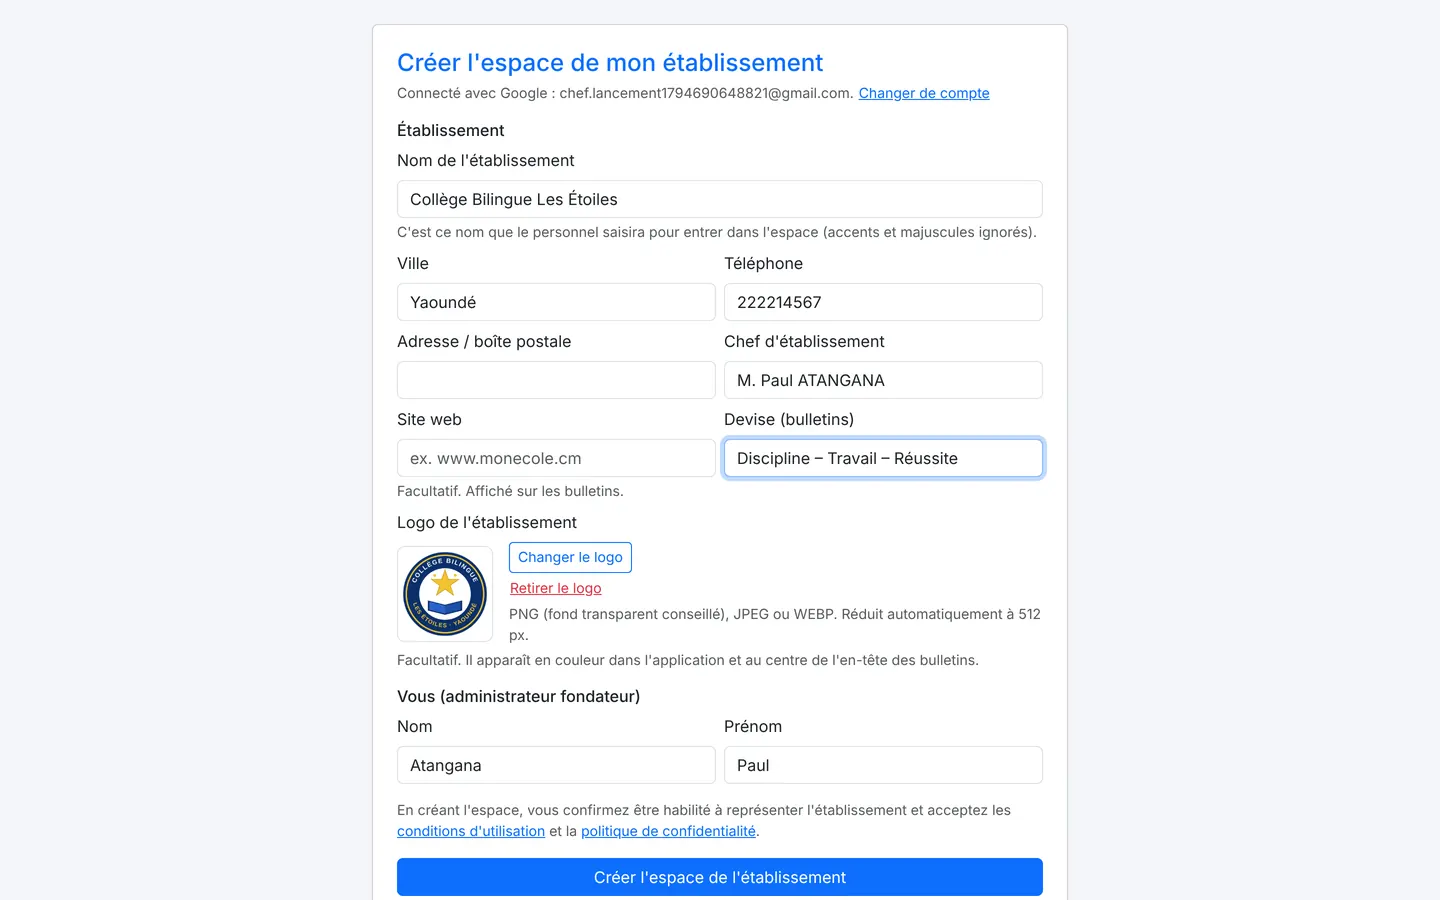 Créer l'espace de mon établissement
Connecté avec Google : chef.lancement1794690648821@gmail.com. Changer de compte
Établissement
Nom de l'établissement
Collège Bilingue Les Étoiles
C'est ce nom que le personnel saisira pour entrer dans l'espace (accents et majuscules ignorés).
Ville
Téléphone
Yaoundé
222214567
Adresse / boîte postale
Chef d'établissement
M. Paul ATANGANA
Site web
Devise (bulletins)
ex. www.monecole.cm
Discipline – Travail – Réussite
Facultatif. Affiché sur les bulletins.
Logo de l'établissement
COLLÈGE BILINGUE
LES ÉTOILES - YAOUNDÉ
Changer le logo
Retirer le logo
PNG (fond transparent conseillé), JPEG ou WEBP. Réduit automatiquement à 512
px.
Facultatif. Il apparaît en couleur dans l'application et au centre de l'en-tête des bulletins.
Vous (administrateur fondateur)
Nom
Prénom
Atangana
Paul
En créant l'espace, vous confirmez être habilité à représenter l'établissement et acceptez les
conditions d'utilisation et la politique de confidentialité.
Créer l'espace de l'établissement